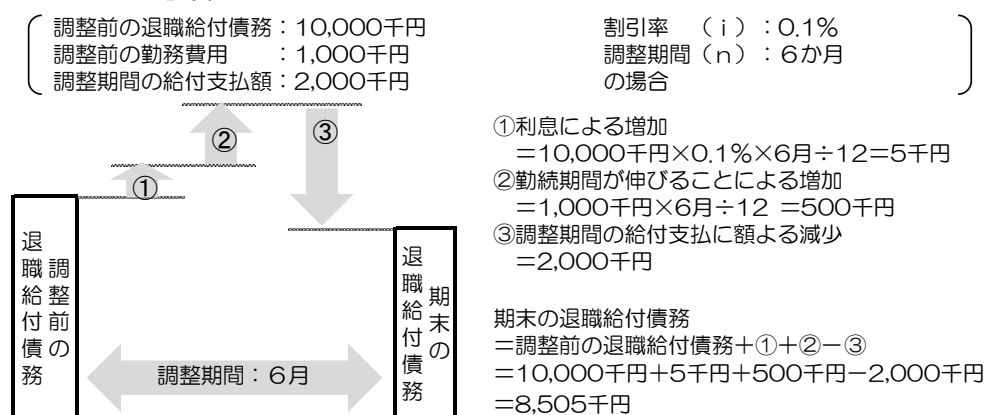 調整前の退職給付債務：10,000千円
調整前の勤務費用　　：1,000千円
調整期間の給付支払額：2,000千円
割引率　（ｉ）：0.1％
調整期間（ｎ）：６か月
の場合
①
②
③
①利息による増加
＝10,000千円×0.1％×6月÷12＝5千円
②勤続期間が伸びることによる増加
＝1,000千円×6月÷12 ＝500千円
③調整期間の給付支払に額よる減少
＝2,000千円
調整前の
退職給付債務
期末の
退職給付債務
調整期間：６月
期末の退職給付債務
＝調整前の退職給付債務＋①＋②－③
＝10,000千円＋5千円＋500千円－2,000千円
＝8,505千円